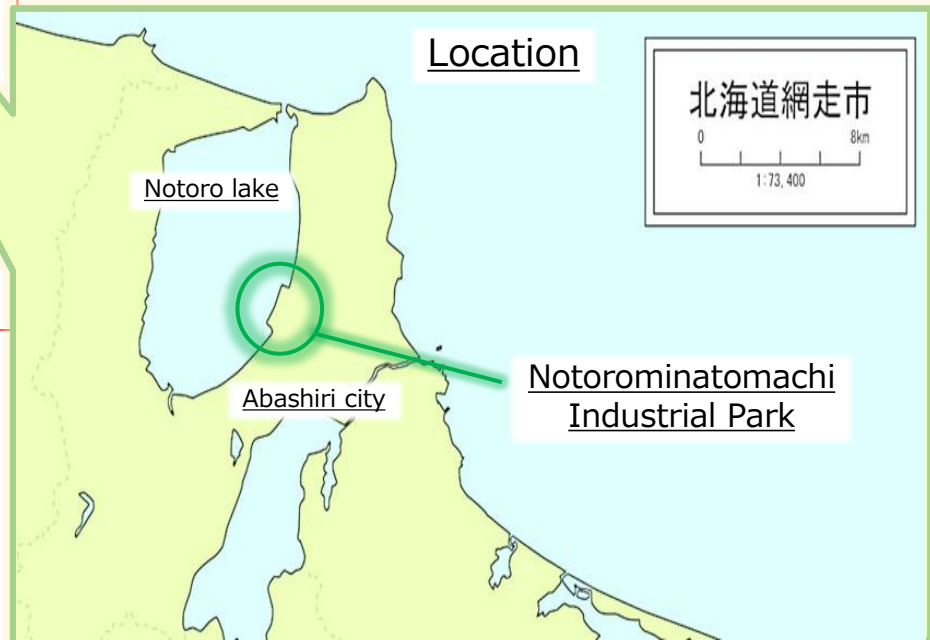 Location
北海道網走市
0 8km
1:73,400
Notoro lake
Abashiri city
Notorominatomachi
Industrial Park